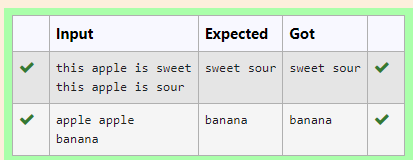 Input Expected Got
this apple is sweet sweet sour sweet sour
this apple is sour
apple apple banana banana
banana